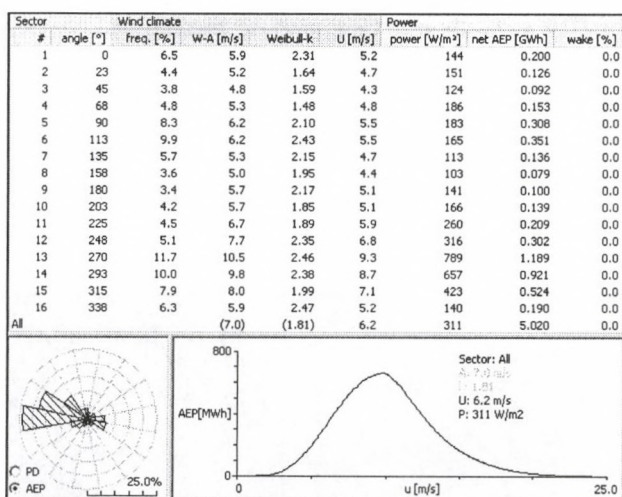 Sector Wind climate Power
# angle [°] freq. [%] W-A [m/s] Weibull-k U [m/s] power [W/m²] net AEP [GWh] wake [%]
1 0 6.5 5.9 2.31 5.2 144 0.200 0.0
2 23 4.4 5.2 1.64 4.7 151 0.126 0.0
3 45 3.8 4.8 1.59 4.3 124 0.092 0.0
4 68 4.8 5.3 1.48 4.8 186 0.153 0.0
5 90 8.3 6.2 2.10 5.5 183 0.308 0.0
6 113 9.9 6.2 2.43 5.5 165 0.351 0.0
7 135 5.7 5.3 2.15 4.7 113 0.136 0.0
8 158 3.6 5.0 1.95 4.4 103 0.079 0.0
9 180 3.4 5.7 2.17 5.1 141 0.100 0.0
10 203 4.2 5.7 1.85 5.1 166 0.139 0.0
11 225 4.5 6.7 1.89 5.9 260 0.209 0.0
12 248 5.1 7.7 2.35 6.8 316 0.302 0.0
13 270 11.7 10.5 2.46 9.3 789 1.189 0.0
14 293 10.0 9.8 2.38 8.7 657 0.921 0.0
15 315 7.9 8.0 1.99 7.1 423 0.524 0.0
16 338 6.3 5.9 2.47 5.2 140 0.190 0.0
All (7.0) (1.81) 6.2 311 5.020 0.0
PD
AEP
25.0%
800
AEP[MWh]
0
0
u [m/s]
25.0
Sector: All
A: 7.0 m/s
1.81
U: 6.2 m/s
P: 311 W/m2